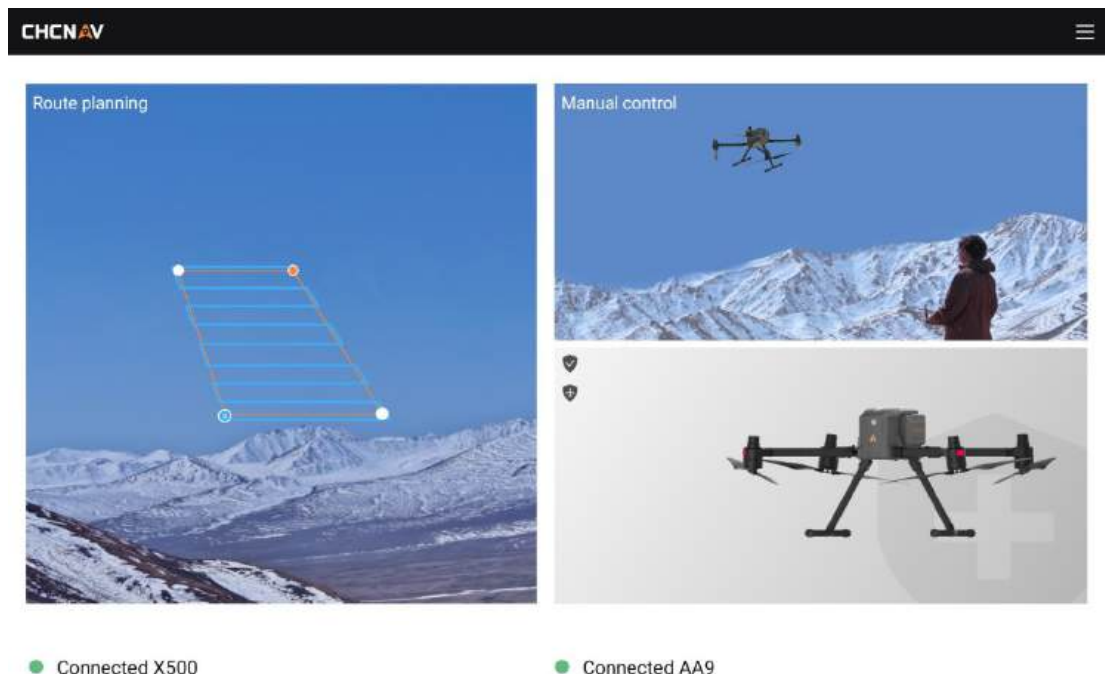 CHCNAV
Route planning
Manual control
Connected X500
Connected AA9